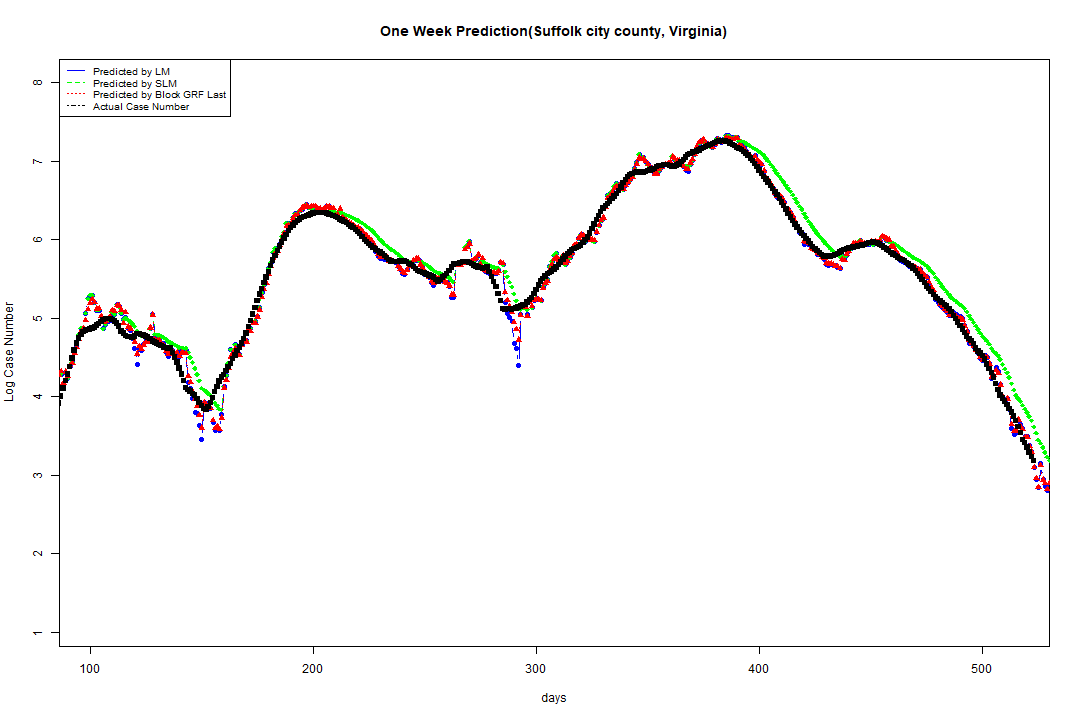 One Week Prediction(Suffolk city county, Virginia)
Predicted by LM
Predicted by SLM
Predicted by Block GRF Last
Actual Case Number
8
7
6
5
4
3
2
1
Log Case Number
100 200 300 400 500
days